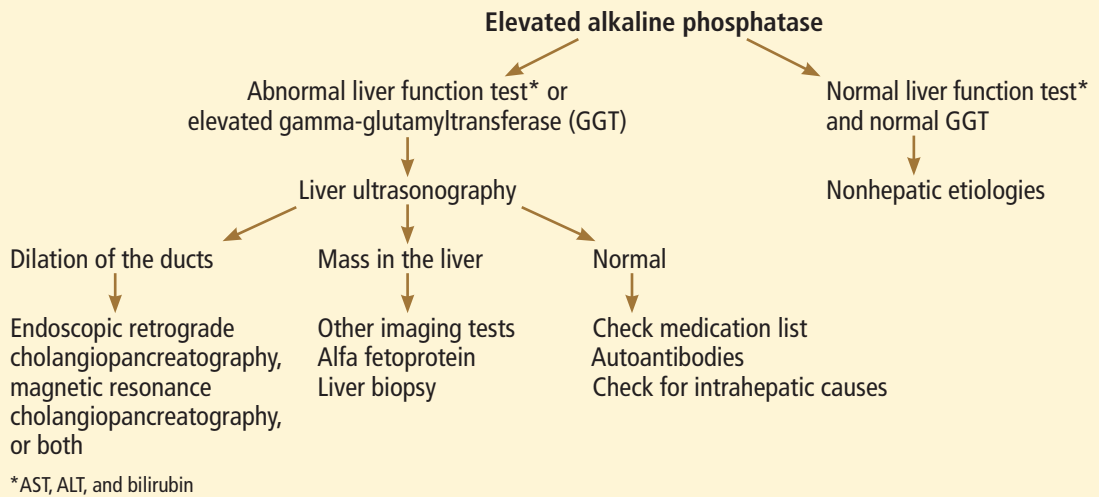 Elevated alkaline phosphatase
Abnormal liver function test* or
elevated gamma-glutamyltransferase (GGT)
Normal liver function test*
and normal GGT
Liver ultrasonography
Nonhepatic etiologies
Dilation of the ducts
Mass in the liver
Normal
Endoscopic retrograde
cholangiopancreatography,
magnetic resonance
cholangiopancreatography,
or both
Other imaging tests
Alfa fetoprotein
Liver biopsy
Check medication list
Autoantibodies
Check for intrahepatic causes
*AST, ALT, and bilirubin